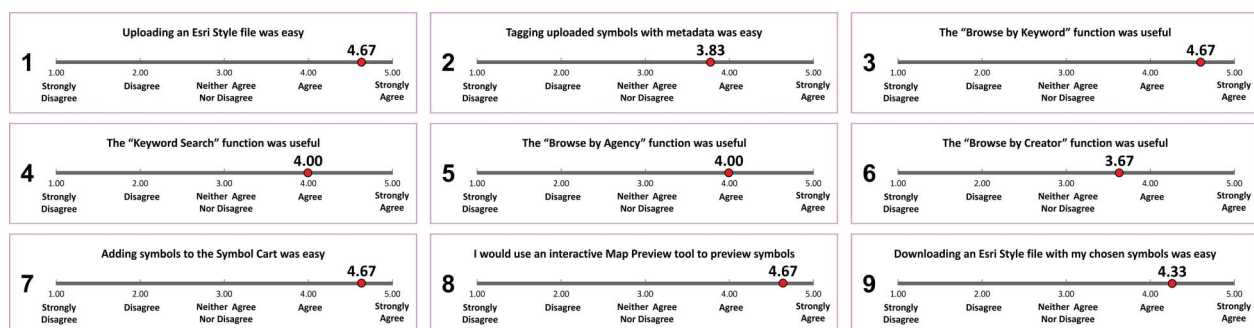 Uploading an Esri Style file was easy
4.67
1
1.00 2.00 3.00 4.00 5.00
Strongly Disagree Neither Agree Agree Strongly
Disagree Nor Disagree Agree
Tagging uploaded symbols with metadata was easy
3.83
2
1.00 2.00 3.00 4.00 5.00
Strongly Disagree Neither Agree Agree Strongly
Disagree Nor Disagree Agree
The “Browse by Keyword” function was useful
4.67
3
1.00 2.00 3.00 4.00 5.00
Strongly Disagree Neither Agree Agree Strongly
Disagree Nor Disagree Agree
The “Keyword Search” function was useful
4.00
4
1.00 2.00 3.00 4.00 5.00
Strongly Disagree Neither Agree Agree Strongly
Disagree Nor Disagree Agree
The “Browse by Agency” function was useful
4.00
5
1.00 2.00 3.00 4.00 5.00
Strongly Disagree Neither Agree Agree Strongly
Disagree Nor Disagree Agree
The “Browse by Creator” function was useful
3.67
6
1.00 2.00 3.00 4.00 5.00
Strongly Disagree Neither Agree Agree Strongly
Disagree Nor Disagree Agree
Adding symbols to the Symbol Cart was easy
4.67
7
1.00 2.00 3.00 4.00 5.00
Strongly Disagree Neither Agree Agree Strongly
Disagree Nor Disagree Agree
I would use an interactive Map Preview tool to preview symbols
4.67
8
1.00 2.00 3.00 4.00 5.00
Strongly Disagree Neither Agree Agree Strongly
Disagree Nor Disagree Agree
Downloading an Esri Style file with my chosen symbols was easy
4.33
9
1.00 2.00 3.00 4.00 5.00
Strongly Disagree Neither Agree Agree Strongly
Disagree Nor Disagree Agree